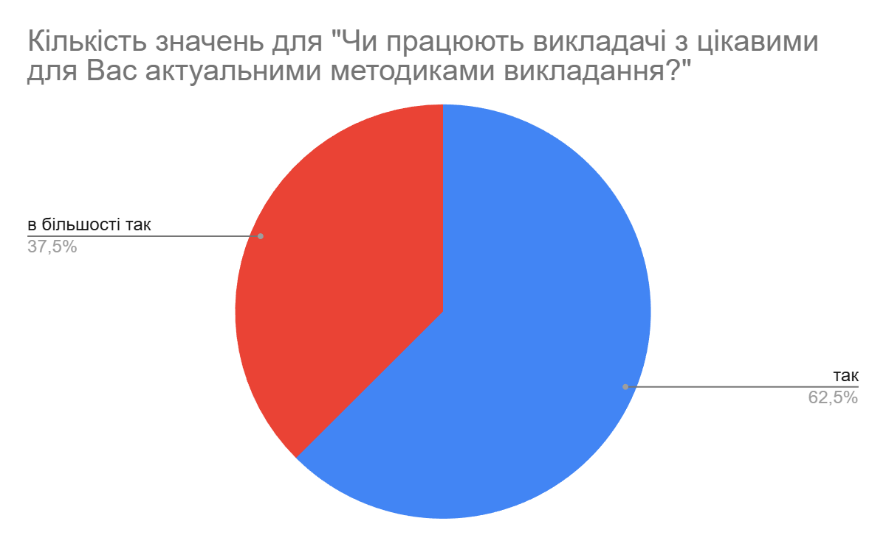 Кількість значень для "Чи працюють викладачі з цікавими
для Вас актуальними методиками викладання?"
в більшості так
37,5%
так
62,5%